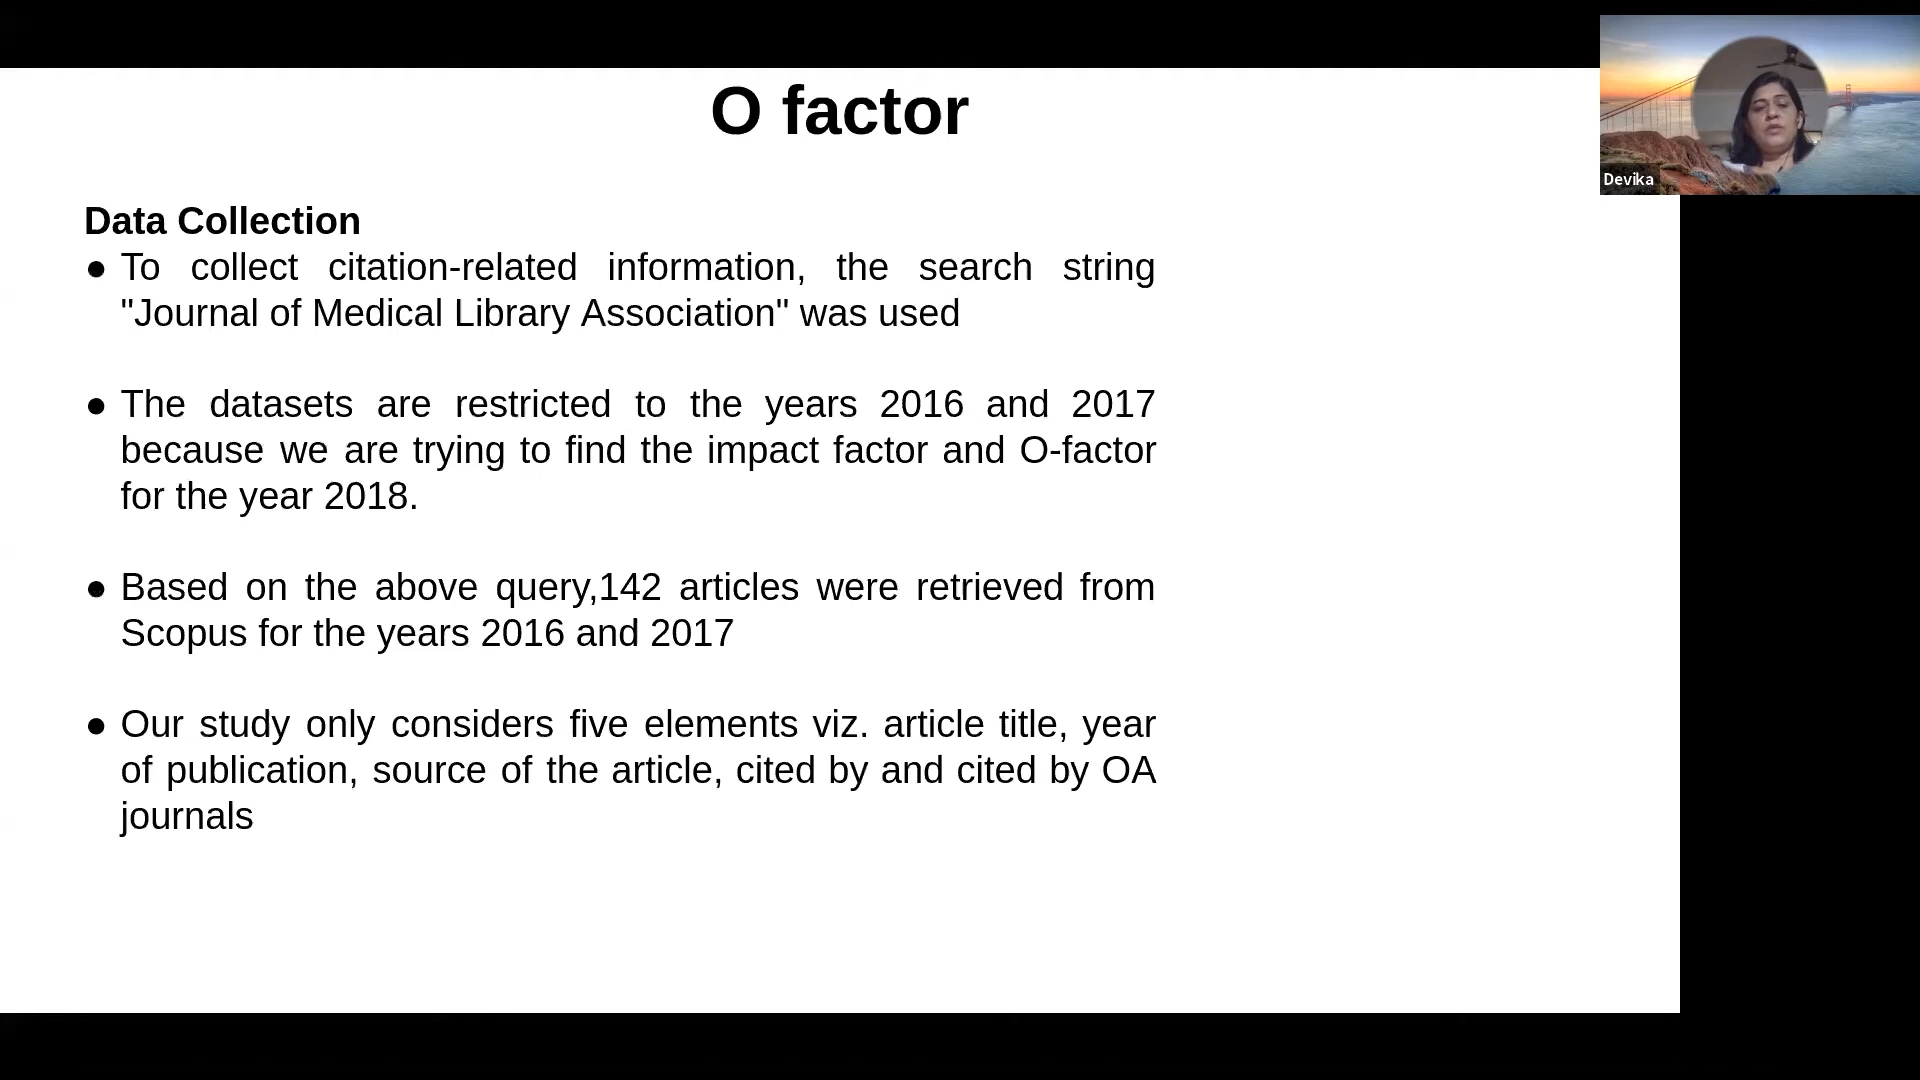 O factor
Devika
Data Collection
● To collect citation-related information, the search string
"Journal of Medical Library Association" was used
● The datasets are restricted to the years 2016 and 2017
because we are trying to find the impact factor and O-factor
for the year 2018.
● Based on the above query,142 articles were retrieved from
Scopus for the years 2016 and 2017
● Our study only considers five elements viz. article title, year
of publication, source of the article, cited by and cited by OA
journals